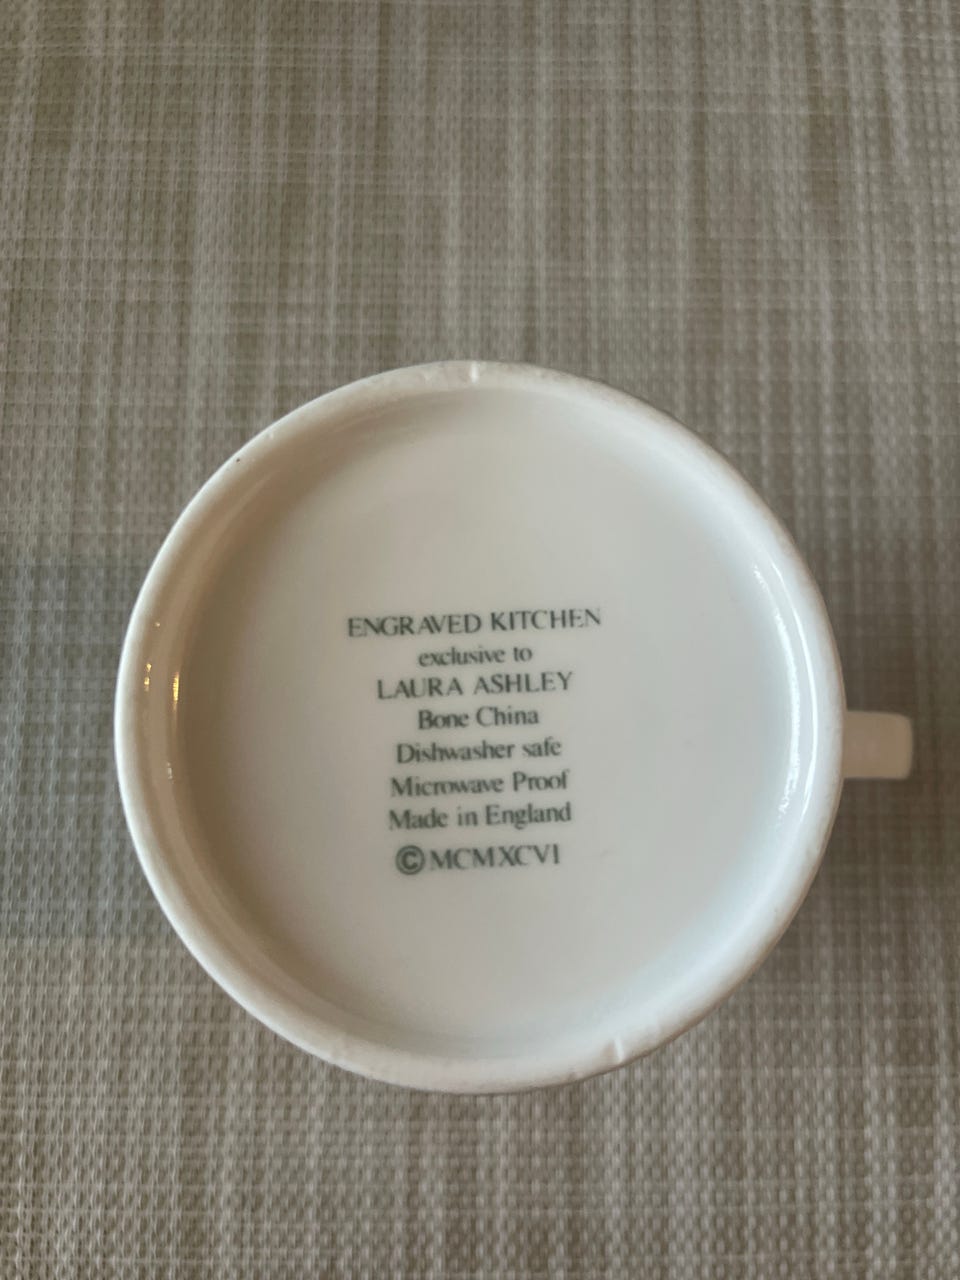 ENGRAVED KITCHEN
exclusive to
LAURA ASHLEY
Bone China
Dishwasher safe
Microwave Proof
Made in England
©MCMXCVI